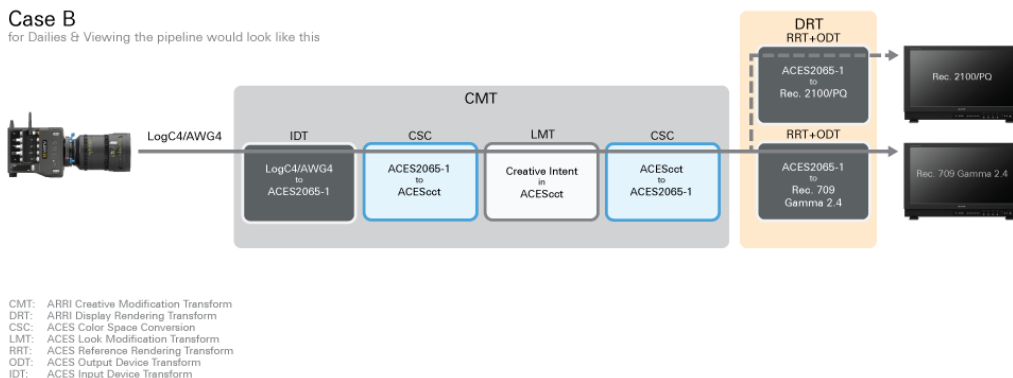 Case B
for Dailies & Viewing the pipeline would look like this
DRT
RRT+ODT
ACES2065-1
to
Rec. 2100/PQ
Rec. 2100/PQ
CMT
LogC4/AWG4
IDT
CSC
LMT
CSC
RRT+ODT
LogC4/AWG4
to
ACES2065-1
ACES2065-1
to
ACEScct
Creative Intent
in
ACEScct
ACEScct
to
ACES2065-1
ACES2065-1
to
Rec. 709
Gamma 2.4
Rec. 709 Gamma 2.4
CMT: ARRI Creative Modification Transform
DRT: ARRI Display Rendering Transform
CSC: ACES Color Space Conversion
LMT: ACES Look Modification Transform
RRT: ACES Reference Rendering Transform
ODT: ACES Output Device Transform
IDT: ACES Input Device Transform